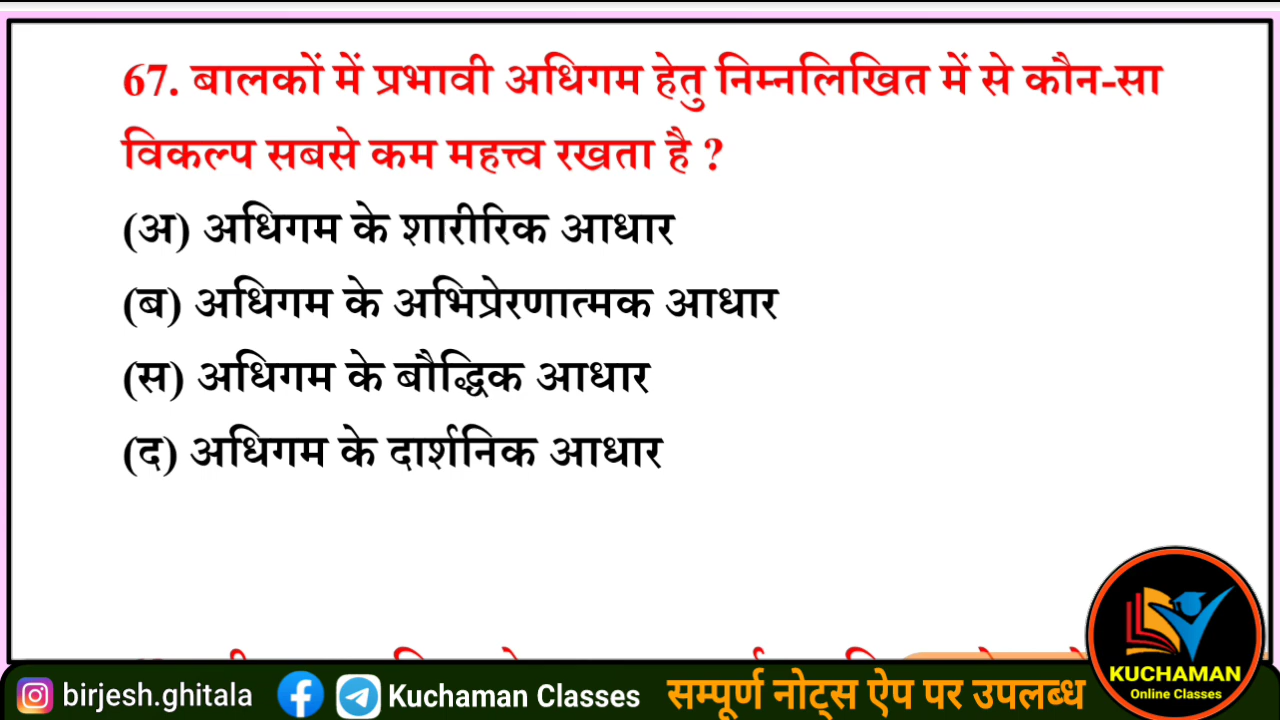 67. बालकों में प्रभावी अधिगम हेतु निम्नलिखित में से कौन-सा
विकल्प सबसे कम महत्त्व रखता है ?
(अ) अधिगम के शारीरिक आधार
(ब) अधिगम के अभिप्रेरणात्मक आधार
(स) अधिगम के बौद्धिक आधार
(द) अधिगम के दार्शनिक आधार
KUCHAMAN
Online Classes
birjesh.ghitala Kuchaman Classes सम्पूर्ण नोट्स ऐप पर उपलब्ध